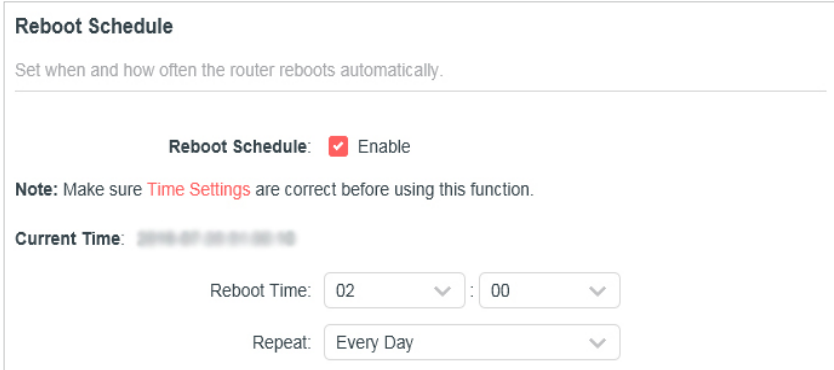 Reboot Schedule
Set when and how often the router reboots automatically.
Reboot Schedule: Enable
Note: Make sure Time Settings are correct before using this function.
Current Time:
Reboot Time: 02 : 00
Repeat: Every Day